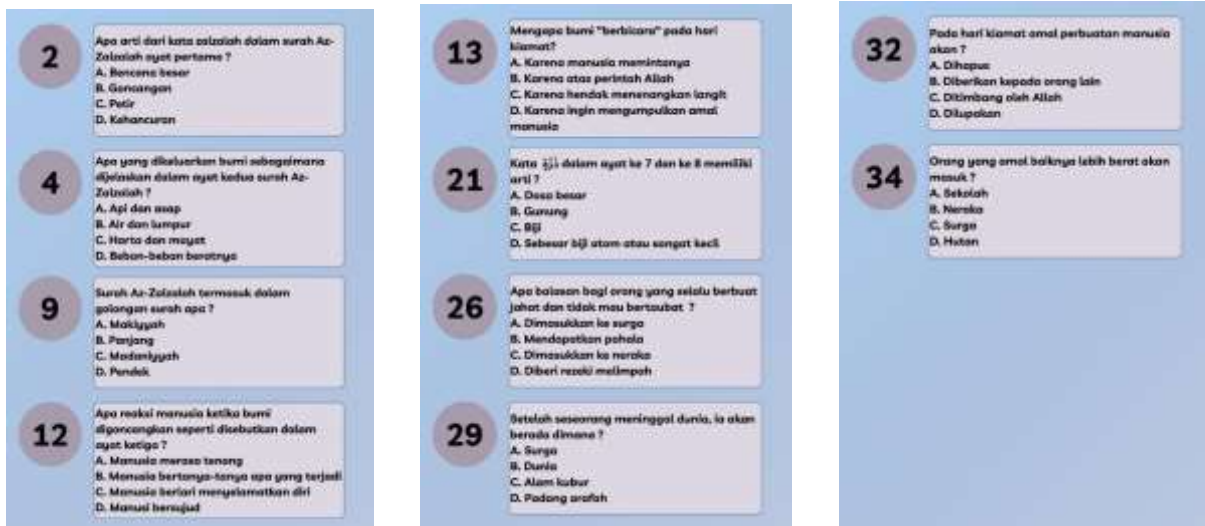 2
Apa arti dari kata zalzalah dalam surah Az-
Zalzalah ayat pertama ?
A. Bencana besar
B. Goncangan
C. Petir
D. Kehancuran
4
Apa yang dikeluarkan bumi sebagaimana
dijelaskan dalam ayat kedua surah Az-
Zalzalah ?
A. Api dan asap
B. Air dan lumpur
C. Harta dan mayat
D. Beban-beban beratnya
9
Surah Az-Zalzalah termasuk dalam
golongan surah apa ?
A. Makiyyah
B. Panjang
C. Madaniyyah
D. Pendek
12
Apa reaksi manusia ketika bumi
digoncangkan seperti disebutkan dalam
ayat ketiga ?
A. Manusia merasa tenang
B. Manusia bertanya-tanya apa yang terjadi
C. Manusia berlari menyelamatkan diri
D. Manusi bersujud
13
Mengapa bumi "berbicara" pada hari
kiamat?
A. Karena manusia memintanya
B. Karena atas perintah Allah
C. Karena hendak menenangkan langit
D. Karena ingin mengumpulkan amal
manusia
21
Kata dalam ayat ke 7 dan ke 8 memiliki
arti ?
A. Dosa besar
B. Gunung
C. Biji
D. Sebesar biji atom atau sangat kecil
26
Apa balasan bagi orang yang selalu berbuat
jahat dan tidak mau bertaubat ?
A. Dimasukkan ke surga
B. Mendapatkan pahala
C. Dimasukkan ke neraka
D. Diberi rezeki melimpah
29
Setelah seseorang meninggal dunia, ia akan
berada dimana ?
A. Surga
B. Dunia
C. Alam kubur
D. Padang arafah
32
Pada hari kiamat amal perbuatan manusia
akan ?
A. Dihapus
B. Diberikan kepada orang lain
C. Ditimbang oleh Allah
D. Dilupakan
34
Orang yang amal baiknya lebih berat akan
masuk ?
A. Sekolah
B. Neraka
C. Surga
D. Hutan